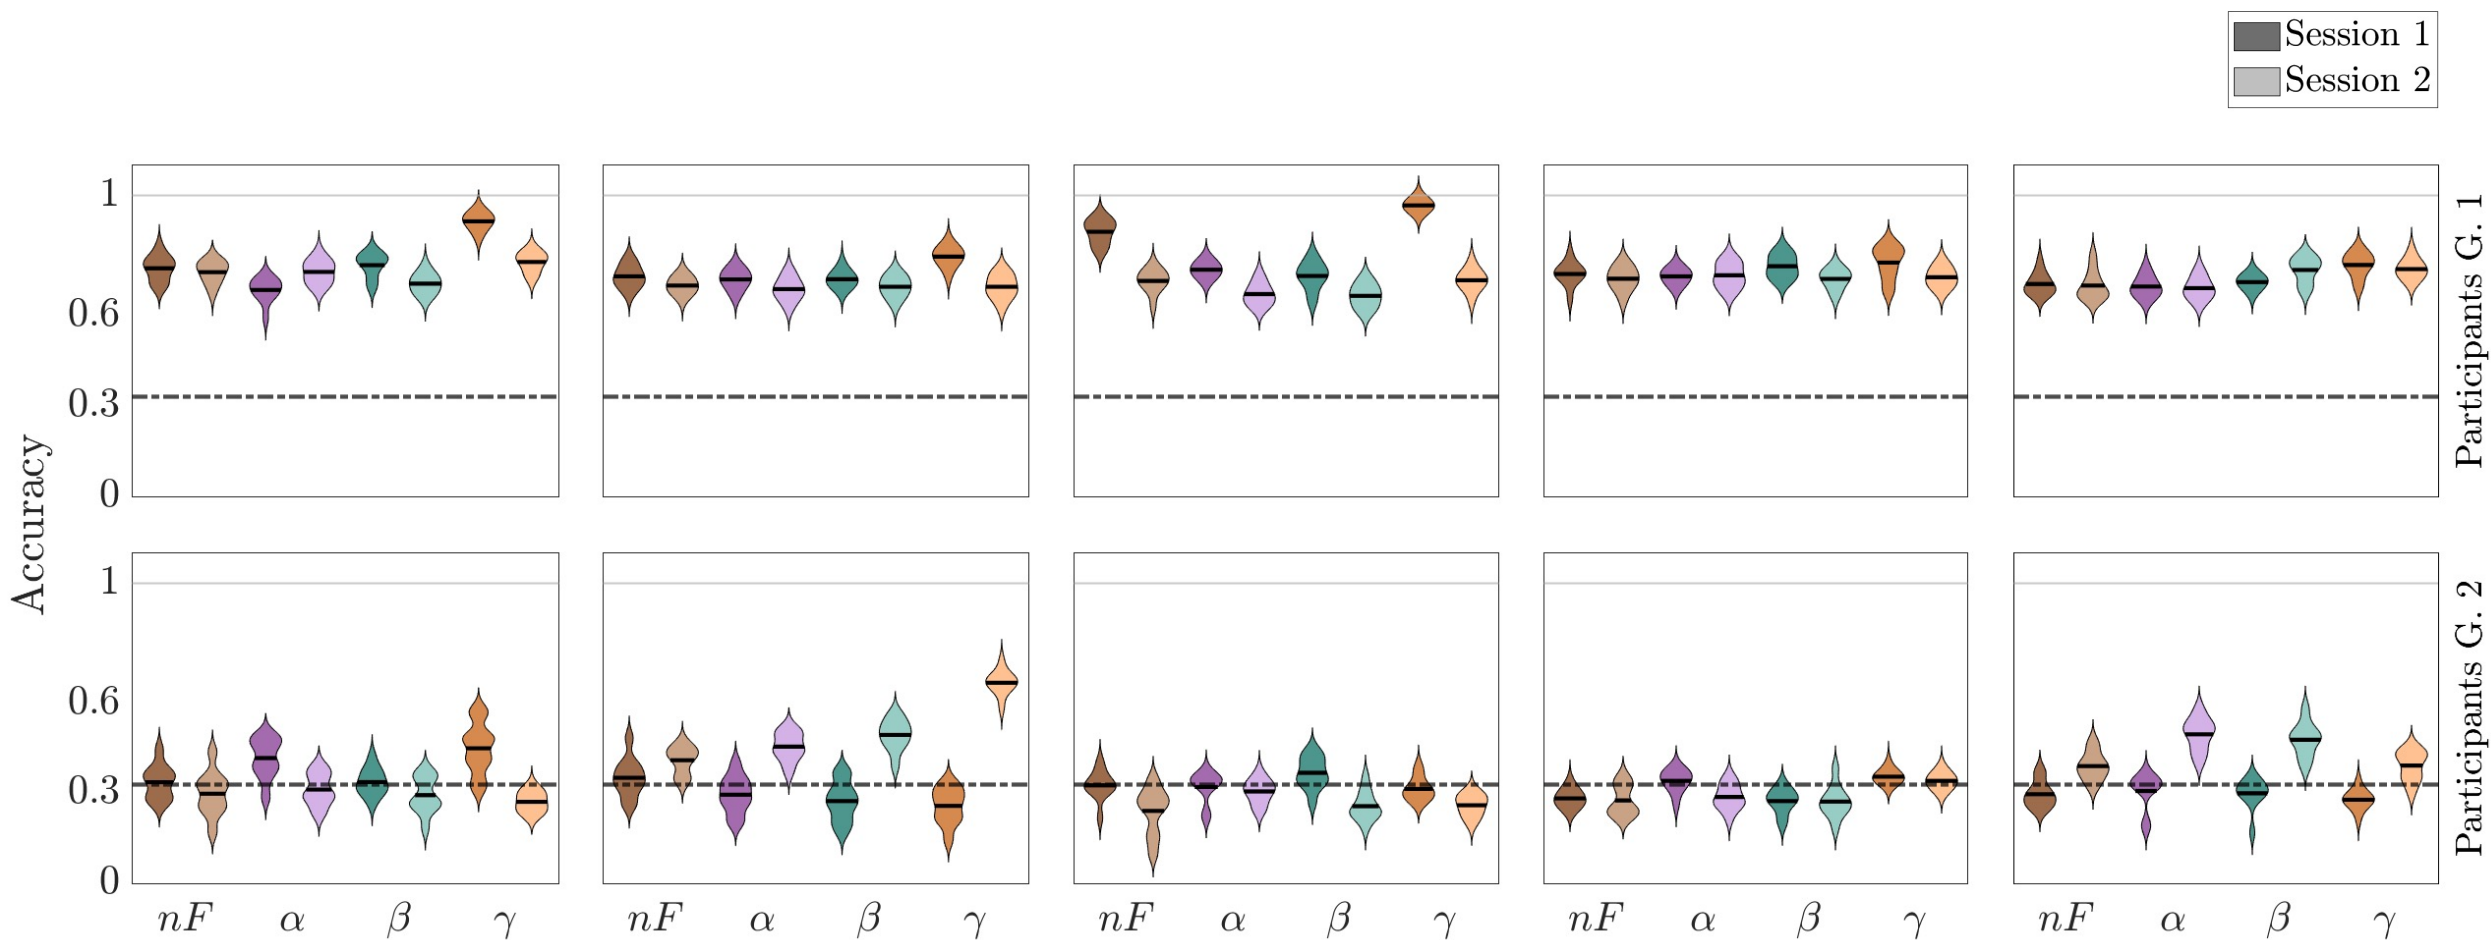 Session 1
Session 2
Accuracy
1
0.6
0.3
0
Participants G. 1
1
0.6
0.3
0
Participants G. 2
nF α β γ nF α β γ nF α β γ nF α β γ nF α β γ